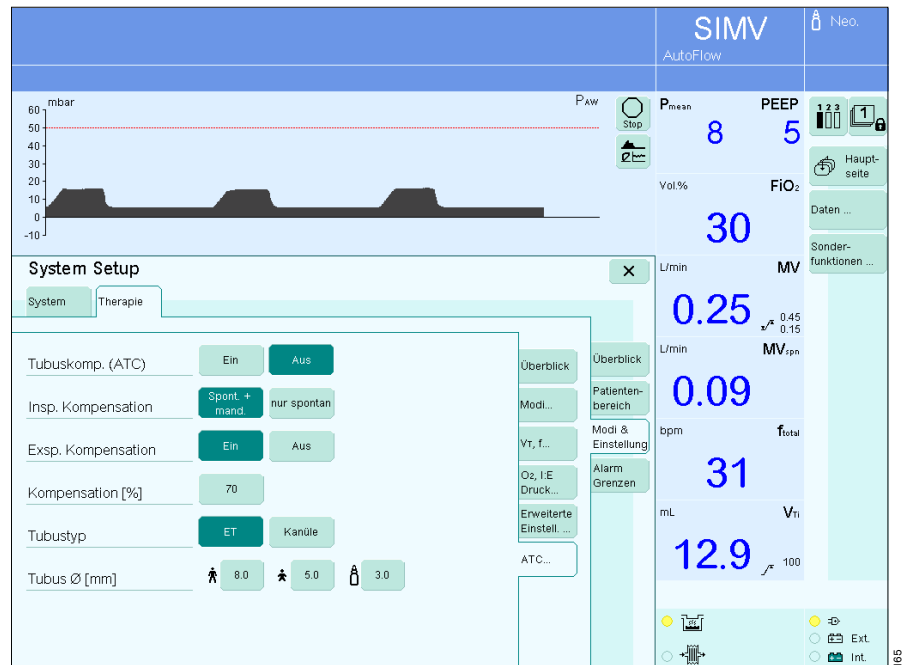 SIMV
AutoFlow
Neo.
mbar
PAW
60
50
40
30
20
10
0
-10
Stop
Pmean
PEEP
8
5
1 2 3
1
Haupt-
seite
Vol.%
FiO2
30
Daten ...
Sonder-
funktionen ...
System Setup
System
Therapie
L/min
MV
0.25
0.45
0.15
Tubuskomp. (ATC)
Ein
Aus
Insp. Kompensation
Spont. +
mand.
nur spontan
Exsp. Kompensation
Ein
Aus
Kompensation [%]
70
Tubustyp
ET
Kanüle
Tubus Ø [mm]
8.0
5.0
3.0
Überblick
Modi...
VT, f...
O2, I:E
Druck...
Erweiterte
Einstell. ...
ATC...
Überblick
Patienten-
bereich
Modi &
Einstellung
Alarm
Grenzen
L/min
MVspn
0.09
bpm
ftotal
31
mL
VTi
12.9
100
Ext.
Int.